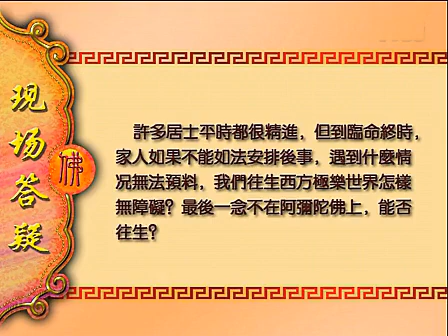 现场答疑
佛
許多居士平時都很精進，但到臨命終時，
家人如果不能如法安排後事，遇到什麼情
況無法預料，我們往生西方極樂世界怎樣
無障礙？最後一念不在阿彌陀佛上，能否
往生？